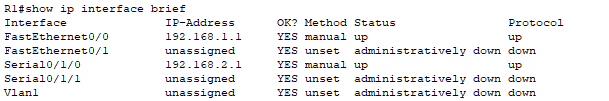 R1#show ip interface brief
Interface IP-Address OK? Method Status Protocol
FastEthernet0/0 192.168.1.1 YES manual up up
FastEthernet0/1 unassigned YES unset administratively down down
Serial0/1/0 192.168.2.1 YES manual up up
Serial0/1/1 unassigned YES unset administratively down down
Vlan1 unassigned YES unset administratively down down